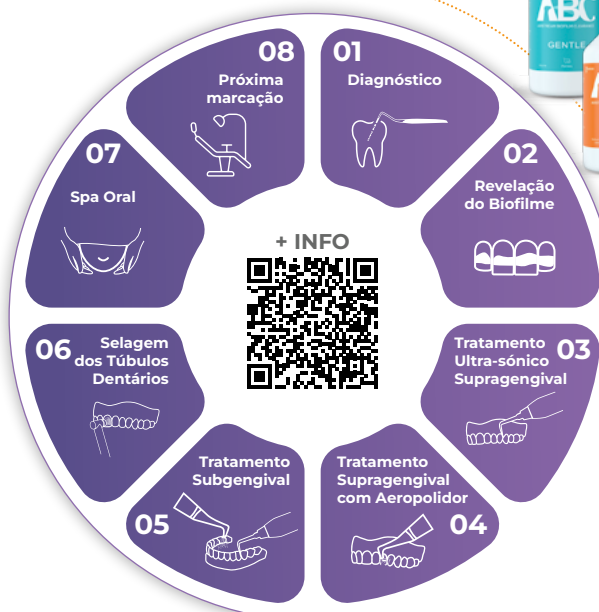 ABC
GENTLE
01
Diagnóstico
02
Revelação
do Biofilme
03
Tratamento
Ultra-sónico
Supragengival
04
Tratamento
Supragengival
com Aeropolidor
05
Tratamento
Subgengival
06
Selagem
dos Túbulos
Dentários
07
Spa Oral
08
Próxima
marcação
+ INFO